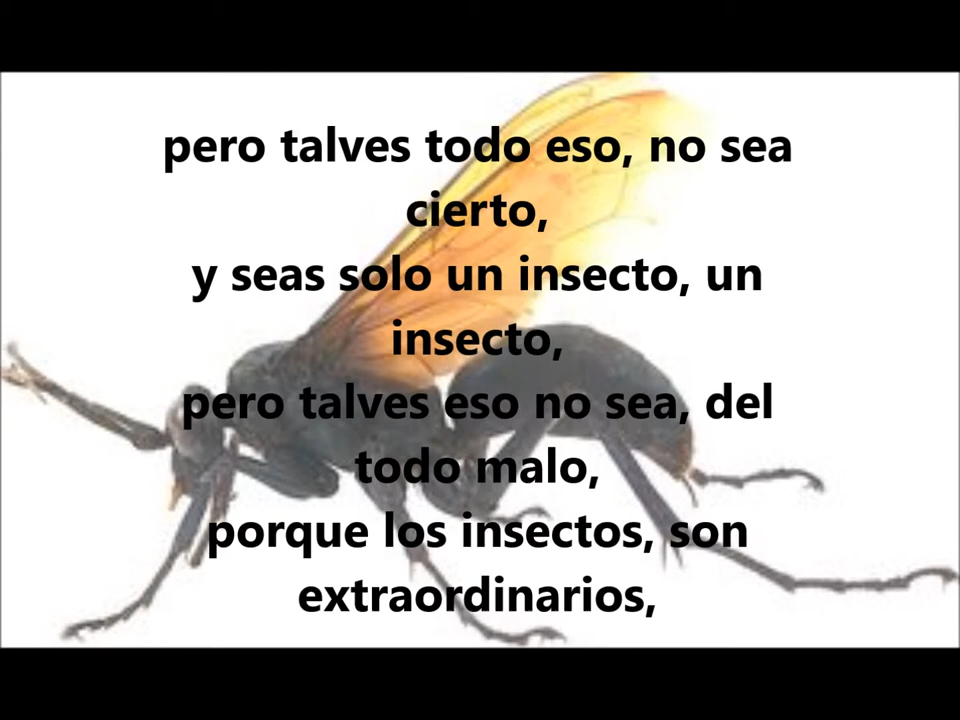 pero talves todo eso, no sea
cierto,
y seas solo un insecto, un
insecto,
pero talves eso no sea, del
todo malo,
porque los insectos, son
extraordinarios,